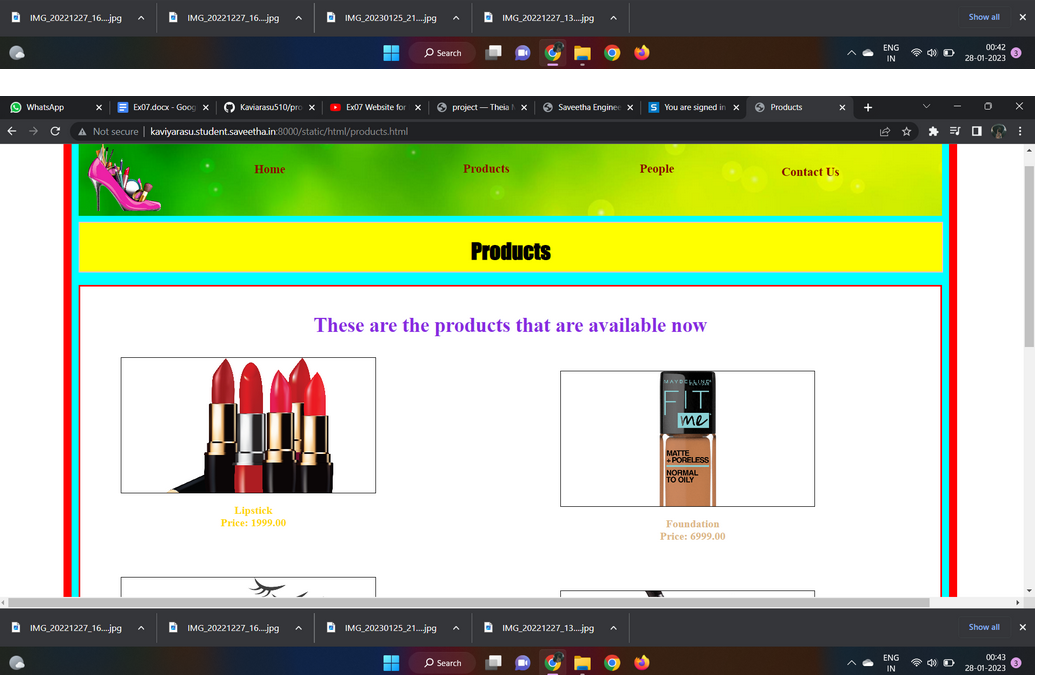 IMG_20221227_16....jpg IMG_20221227_16....jpg IMG_20230125_21....jpg IMG_20221227_13....jpg Show all
Search ENG 00:42
IN 28-01-2023 3
WhatsApp Ex07.docx - Goog Kaviarasu510/pro Ex07 Website for project — Theia Saveetha Enginee You are signed in Products
Not secure kaviyarasu.student.saveetha.in:8000/static/html/products.html
Home Products People Contact Us
Products
These are the products that are available now
MAYBELLINE
FIT
me
MATTE
+PORELESS
NORMAL
TO OILY
Lipstick
Price: 1999.00
Foundation
Price: 6999.00
IMG_20221227_16....jpg IMG_20221227_16....jpg IMG_20230125_21....jpg IMG_20221227_13....jpg Show all
Search ENG 00:43
IN 28-01-2023 3